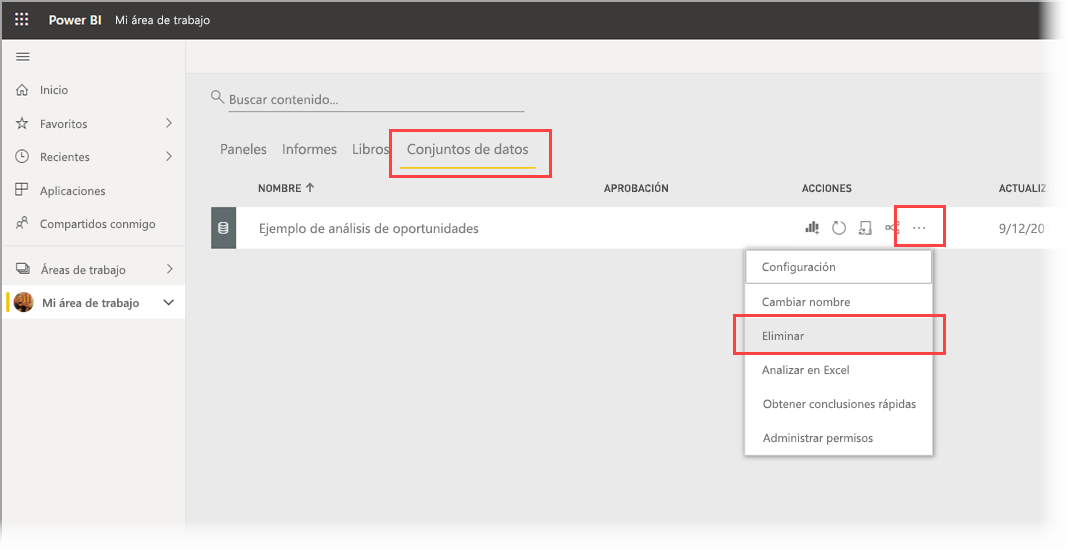 Power BI Mi área de trabajo
Inicio
Favoritos
Recientes
Aplicaciones
Compartidos conmigo
Áreas de trabajo
Mi área de trabajo
Buscar contenido...
Paneles Informes Libros Conjuntos de datos
NOMBRE APROBACIÓN ACCIONES
Ejemplo de análisis de oportunidades 9/12/20
Configuración
Cambiar nombre
Eliminar
Analizar en Excel
Obtener conclusiones rápidas
Administrar permisos